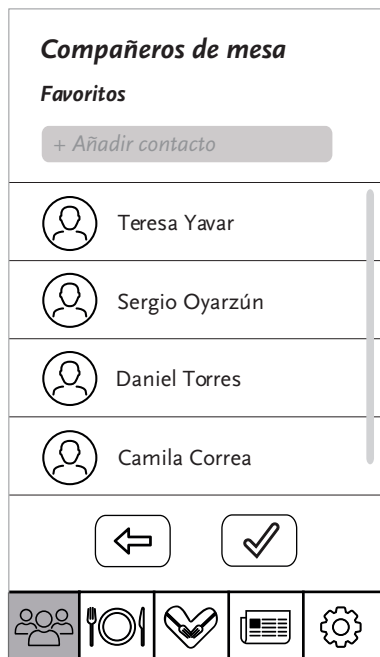 Compañeros de mesa
Favoritos
+ Añadir contacto
Teresa Yavar
Sergio Oyarzún
Daniel Torres
Camila Correa